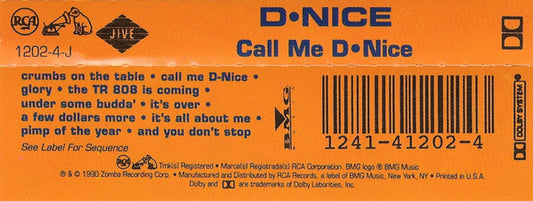 RCA
JIVE
D•NICE
1202-4-J
Call Me D•Nice
crumbs on the table • call me D-Nice •
glory • the TR 808 is coming •
under some budda' • it's over •
a few dollars more • it's all about me •
pimp of the year • and you don't stop
See Label For Sequence
BMG
1241-41202-4
DOLBY SYSTEM
RCA Tmk(s) Registered • Marca(s) Registrada(s) RCA Corporation. BMG logo ® BMG Music
℗ & © 1990 Zomba Recording Corp. • Manufactured and Distributed by RCA Records, a label of BMG Music, New York, NY • Printed in U.S.A.
Dolby and are trademarks of Dolby Laborities, Inc.